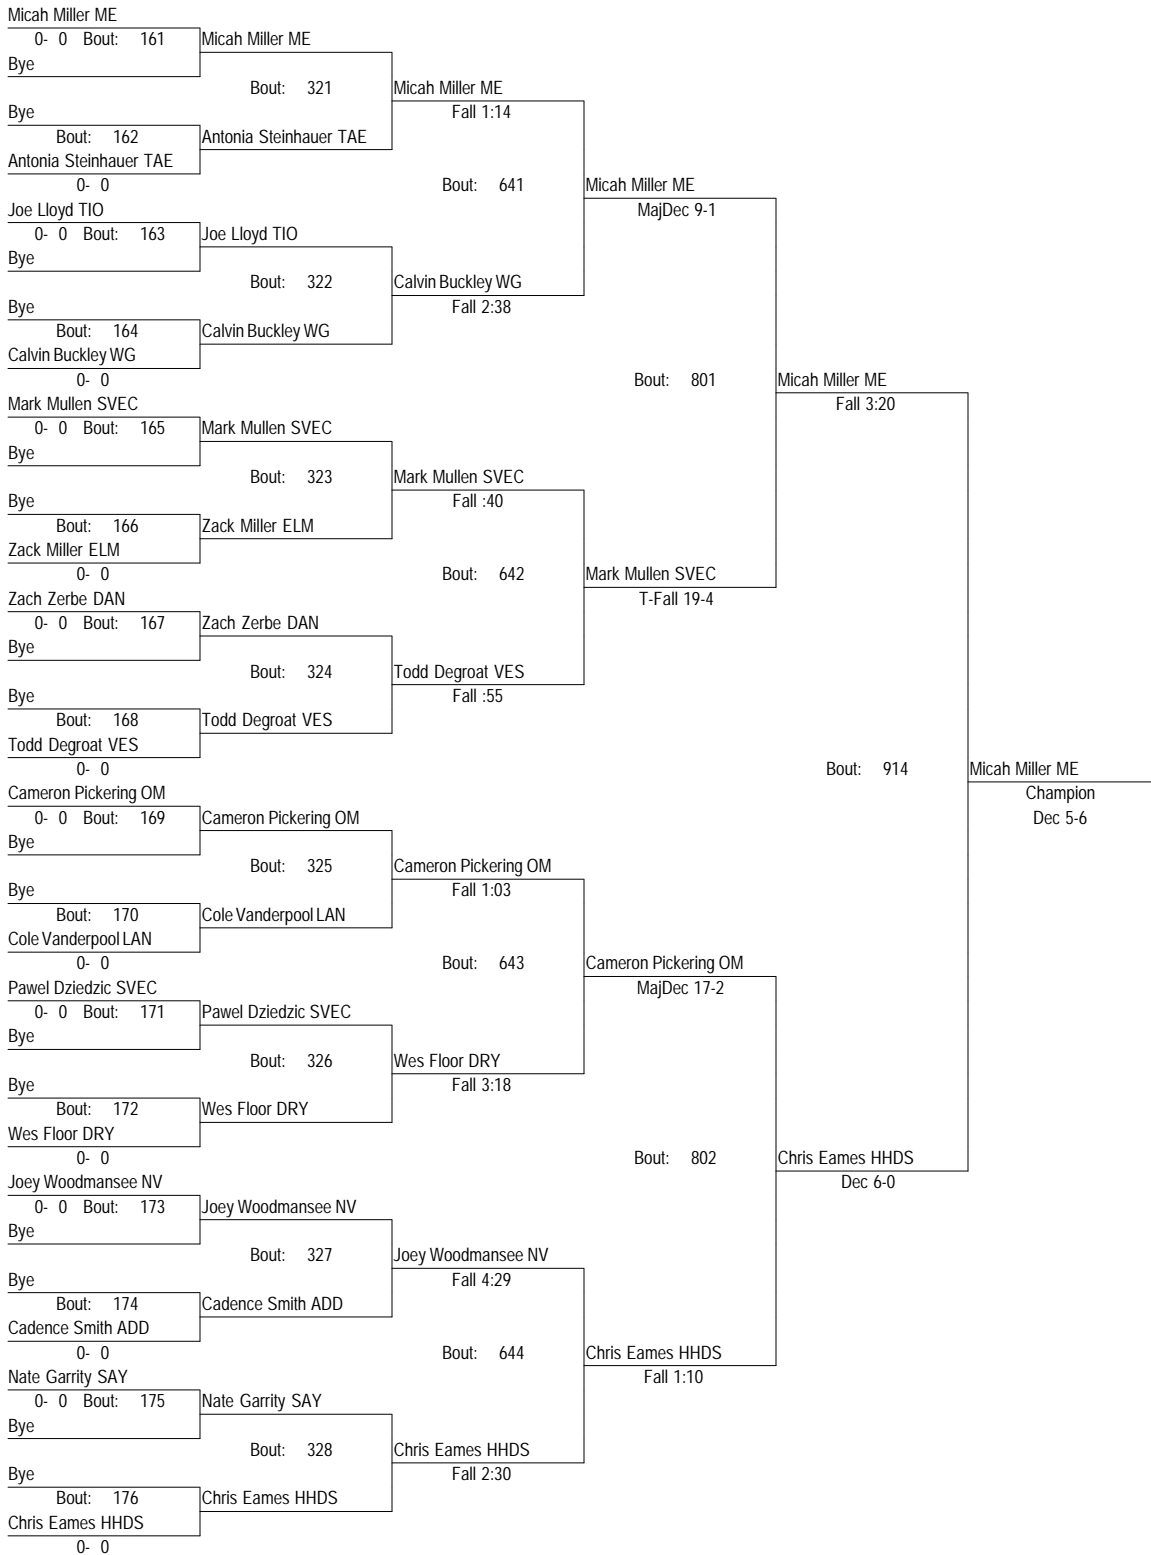 Micah Miller ME
0- 0 Bout: 161 Micah Miller ME
Bye
Bout: 321 Micah Miller ME
Bye Fall 1:14
Bout: 162 Antonia Steinhauer TAE
Antonia Steinhauer TAE
0- 0 Bout: 641 Micah Miller ME
Joe Lloyd TIO MajDec 9-1
0- 0 Bout: 163 Joe Lloyd TIO
Bye
Bout: 322 Calvin Buckley WG
Bye Fall 2:38
Bout: 164 Calvin Buckley WG
Calvin Buckley WG
0- 0 Bout: 801 Micah Miller ME
Mark Mullen SVEC Fall 3:20
0- 0 Bout: 165 Mark Mullen SVEC
Bye
Bout: 323 Mark Mullen SVEC
Bye Fall :40
Bout: 166 Zack Miller ELM
Zack Miller ELM
0- 0 Bout: 642 Mark Mullen SVEC
Zach Zerbe DAN T-Fall 19-4
0- 0 Bout: 167 Zach Zerbe DAN
Bye
Bout: 324 Todd Degroat VES
Bye Fall :55
Bout: 168 Todd Degroat VES
Todd Degroat VES
0- 0 Bout: 914 Micah Miller ME
Cameron Pickering OM Champion
0- 0 Bout: 169 Cameron Pickering OM Dec 5-6
Bye
Bout: 325 Cameron Pickering OM
Bye Fall 1:03
Bout: 170 Cole Vanderpool LAN
Cole Vanderpool LAN
0- 0 Bout: 643 Cameron Pickering OM
Pawel Dziedzic SVEC MajDec 17-2
0- 0 Bout: 171 Pawel Dziedzic SVEC
Bye
Bout: 326 Wes Floor DRY
Bye Fall 3:18
Bout: 172 Wes Floor DRY
Wes Floor DRY
0- 0 Bout: 802 Chris Eames HHDS
Joey Woodmansee NV Dec 6-0
0- 0 Bout: 173 Joey Woodmansee NV
Bye
Bout: 327 Joey Woodmansee NV
Bye Fall 4:29
Bout: 174 Cadence Smith ADD
Cadence Smith ADD
0- 0 Bout: 644 Chris Eames HHDS
Nate Garrity SAY Fall 1:10
0- 0 Bout: 175 Nate Garrity SAY
Bye
Bout: 328 Chris Eames HHDS
Bye Fall 2:30
Bout: 176 Chris Eames HHDS
Chris Eames HHDS
0- 0